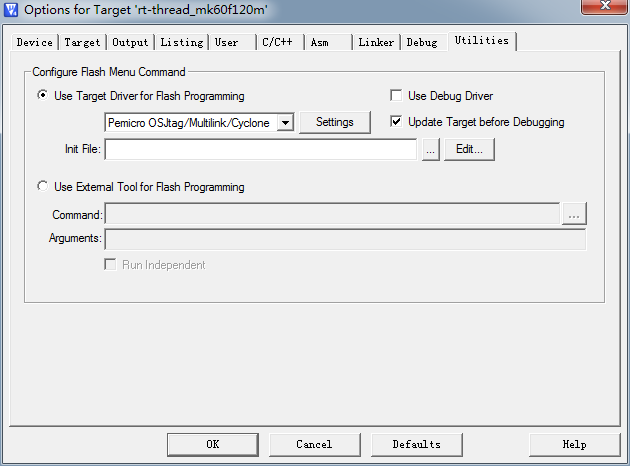 Options for Target 'rt-thread_mk60f120m'
Device Target Output Listing User C/C++ Asm Linker Debug Utilities
Configure Flash Menu Command
Use Target Driver for Flash Programming Use Debug Driver
Pemicro OSJtag/Multilink/Cyclone Settings Update Target before Debugging
Init File: ... Edit...
Use External Tool for Flash Programming
Command: ...
Arguments:
Run Independent
OK Cancel Defaults Help